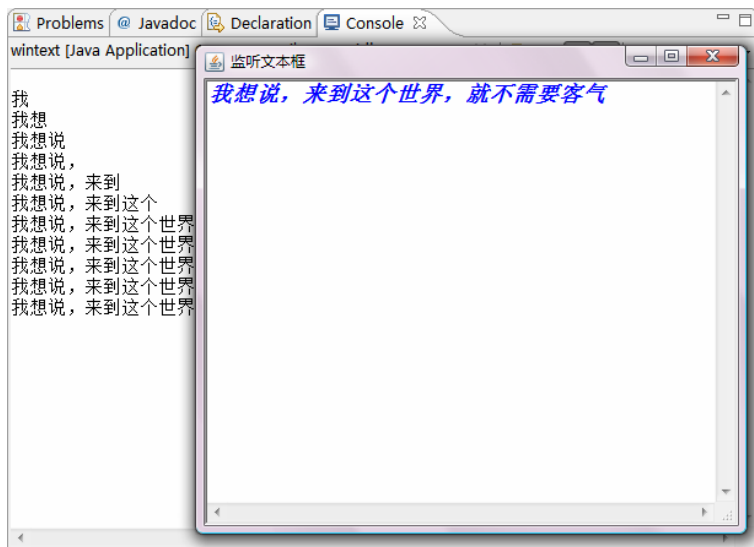 Problems @ Javadoc Declaration Console
wintext [Java Application]
监听文本框
我想说，来到这个世界，就不需要客气
我
我想
我想说
我想说，
我想说，来到
我想说，来到这个
我想说，来到这个世界
我想说，来到这个世界
我想说，来到这个世界
我想说，来到这个世界
我想说，来到这个世界